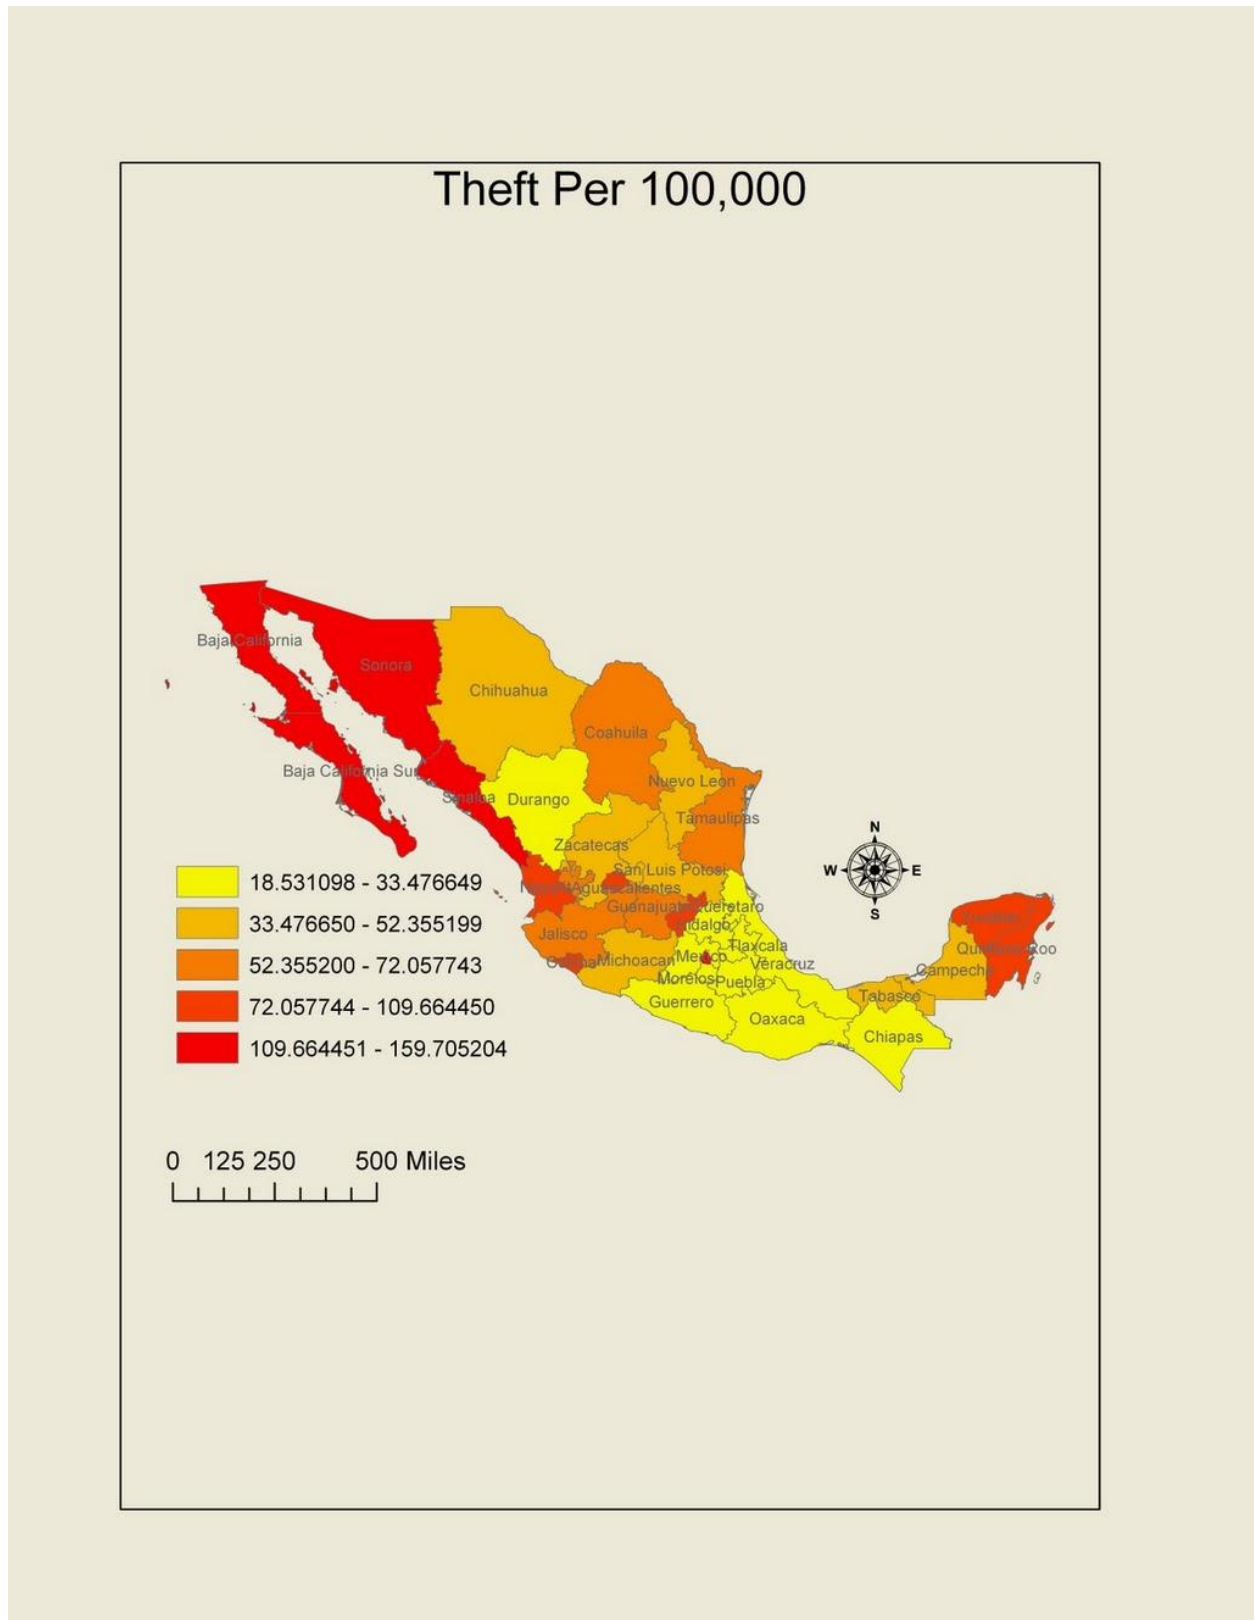 Theft Per 100,000
Baja California
Sonora
Chihuahua
Coahuila
Baja California Sur
Sinaloa
Durango
Nuevo Leon
Tamaulipas
Zacatecas
San Luis Potosi
Nayarit
Aguascalientes
Guanajuato
Queretaro
Hidalgo
Jalisco
Colima
Michoacan
Mexico
Tlaxcala
Veracruz
Morelos
Puebla
Guerrero
Oaxaca
Tabasco
Chiapas
Campeche
Yucatan
Quintana Roo
N
W
E
S
18.531098 - 33.476649
33.476650 - 52.355199
52.355200 - 72.057743
72.057744 - 109.664450
109.664451 - 159.705204
0 125 250 500 Miles